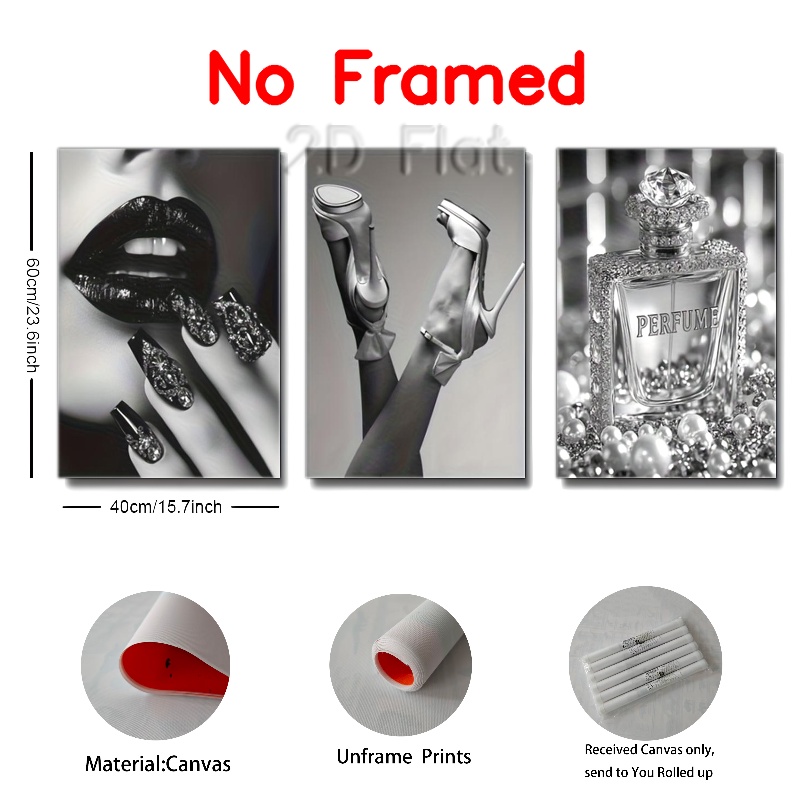 No Framed
2D Flat
60cm/23.6inch
PERFUME
40cm/15.7inch
Material:Canvas
Unframe Prints
Received Canvas only,
send to You Rolled up